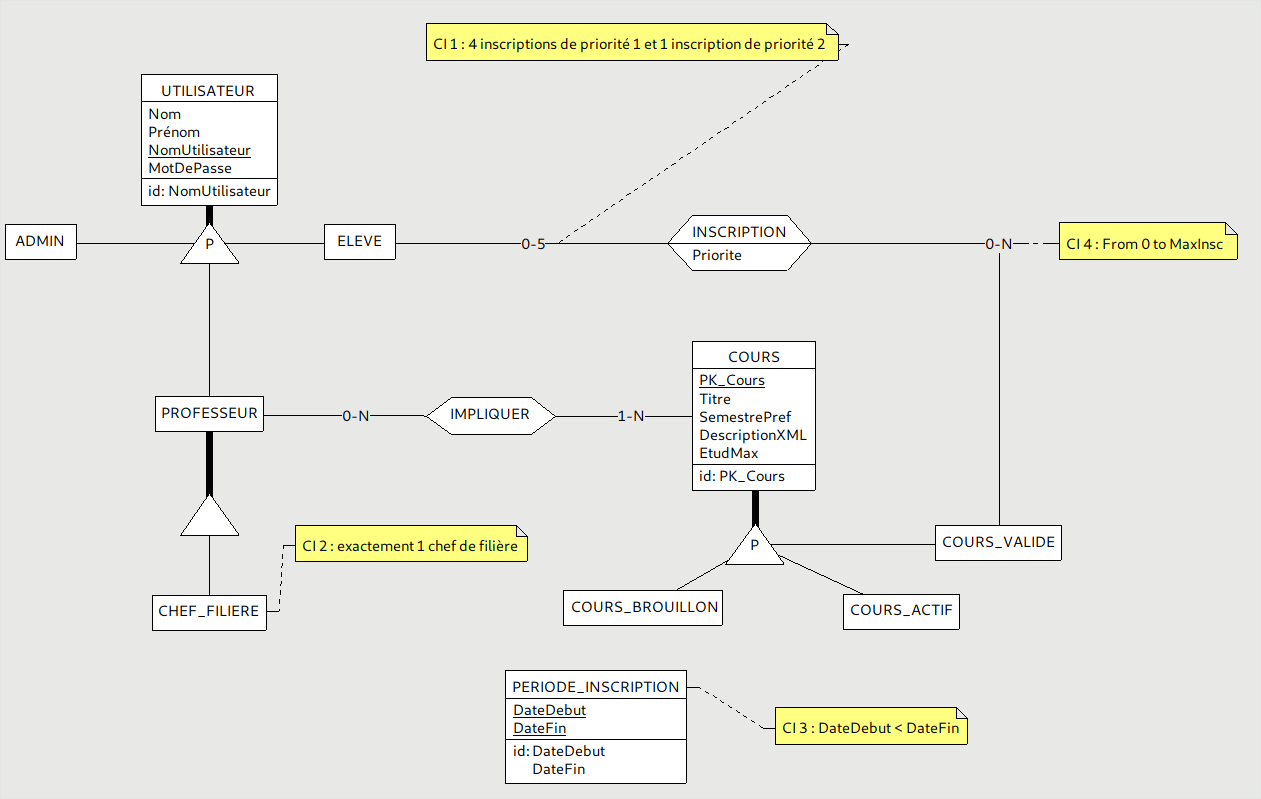 CI 1 : 4 inscriptions de priorité 1 et 1 inscription de priorité 2
UTILISATEUR
Nom
Prénom
NomUtilisateur
MotDePasse
id: NomUtilisateur
ADMIN
P
ELEVE
0-5
INSCRIPTION
Priorite
0-N
CI 4 : From 0 to MaxInsc
PROFESSEUR
0-N
IMPLIQUER
1-N
COURS
PK_Cours
Titre
SemestrePref
DescriptionXML
EtudMax
id: PK_Cours
CI 2 : exactement 1 chef de filière
P
COURS_VALIDE
CHEF_FILIERE
COURS_BROUILLON
COURS_ACTIF
PERIODE_INSCRIPTION
DateDebut
DateFin
id: DateDebut
DateFin
CI 3 : DateDebut < DateFin